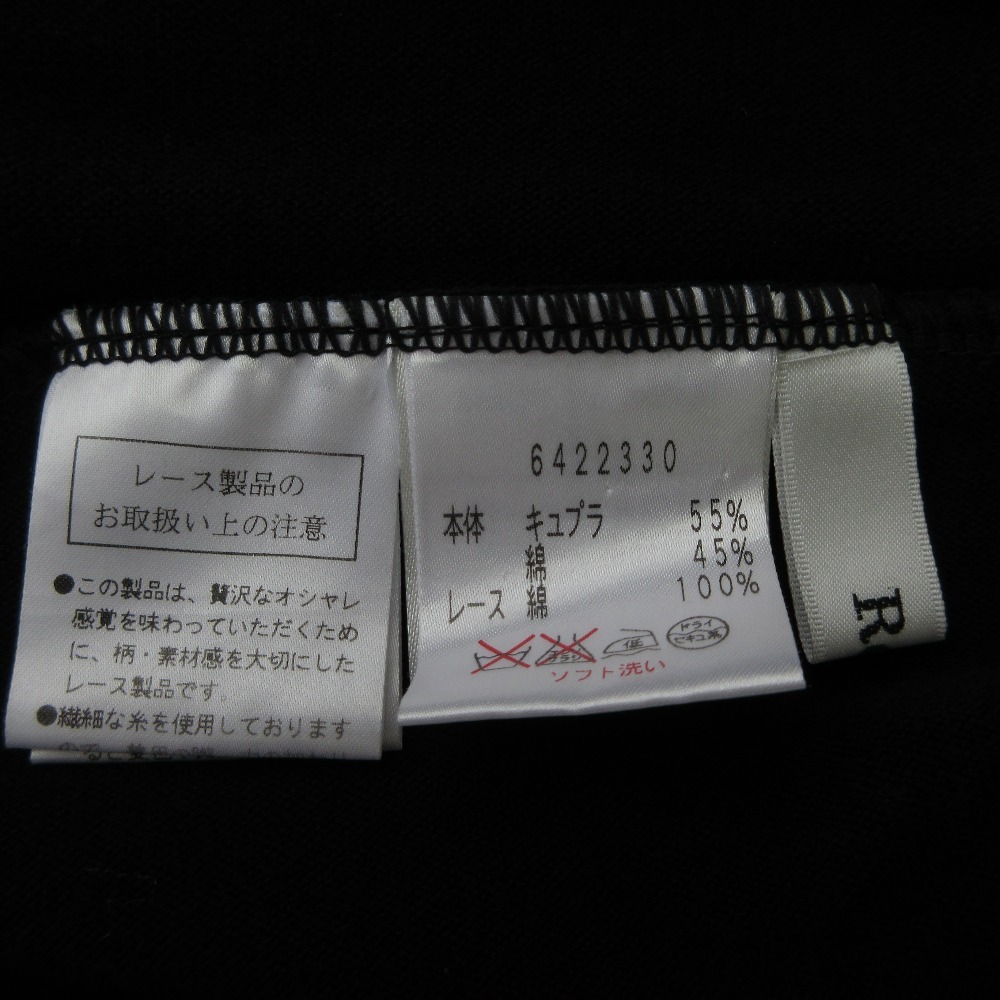 レース製品の
お取扱い上の注意
●この製品は、贅沢なオシャレ
感覚を味わっていただくため
に、柄・素材感を大切にした
レース製品です。
●繊細な糸を使用しております
6422330
本体 キュプラ 55%
綿 45%
レース 綿 100%
低
ドライ
セキユ系
ソフト洗い
R